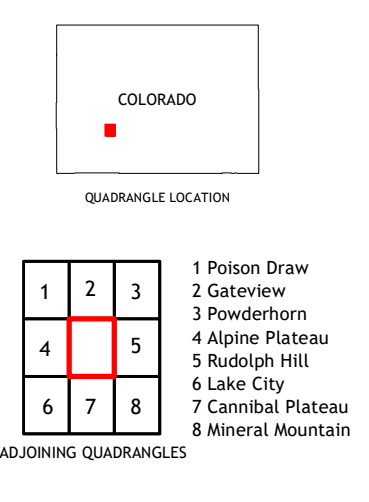 COLORADO
QUADRANGLE LOCATION
1 2 3
4 5
6 7 8
ADJOINING QUADRANGLES
1 Poison Draw
2 Gateview
3 Powderhorn
4 Alpine Plateau
5 Rudolph Hill
6 Lake City
7 Cannibal Plateau
8 Mineral Mountain